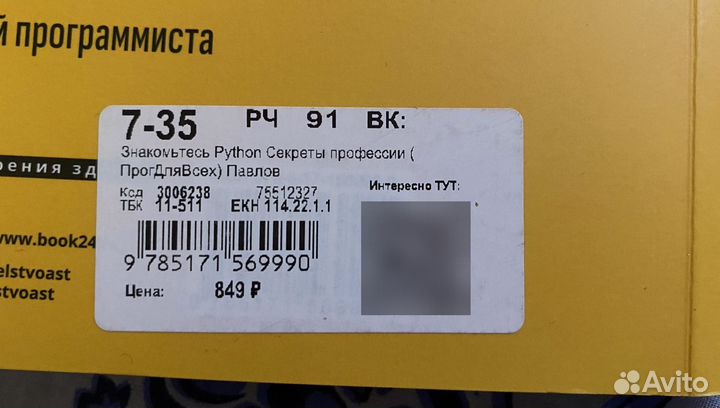 й программиста
7-35 РЧ 91 ВК:
Знакомьтесь Python Секреты профессии (
ПрогДляВсех) Павлов
Код 3006238 75512327
ТБК 11-511 ЕКН 114.22.1.1
Интересно ТУТ:
9 785171 569990
Цена: 849 ₽
рения зд
www.book24
elstvoast
stvoast
Avito